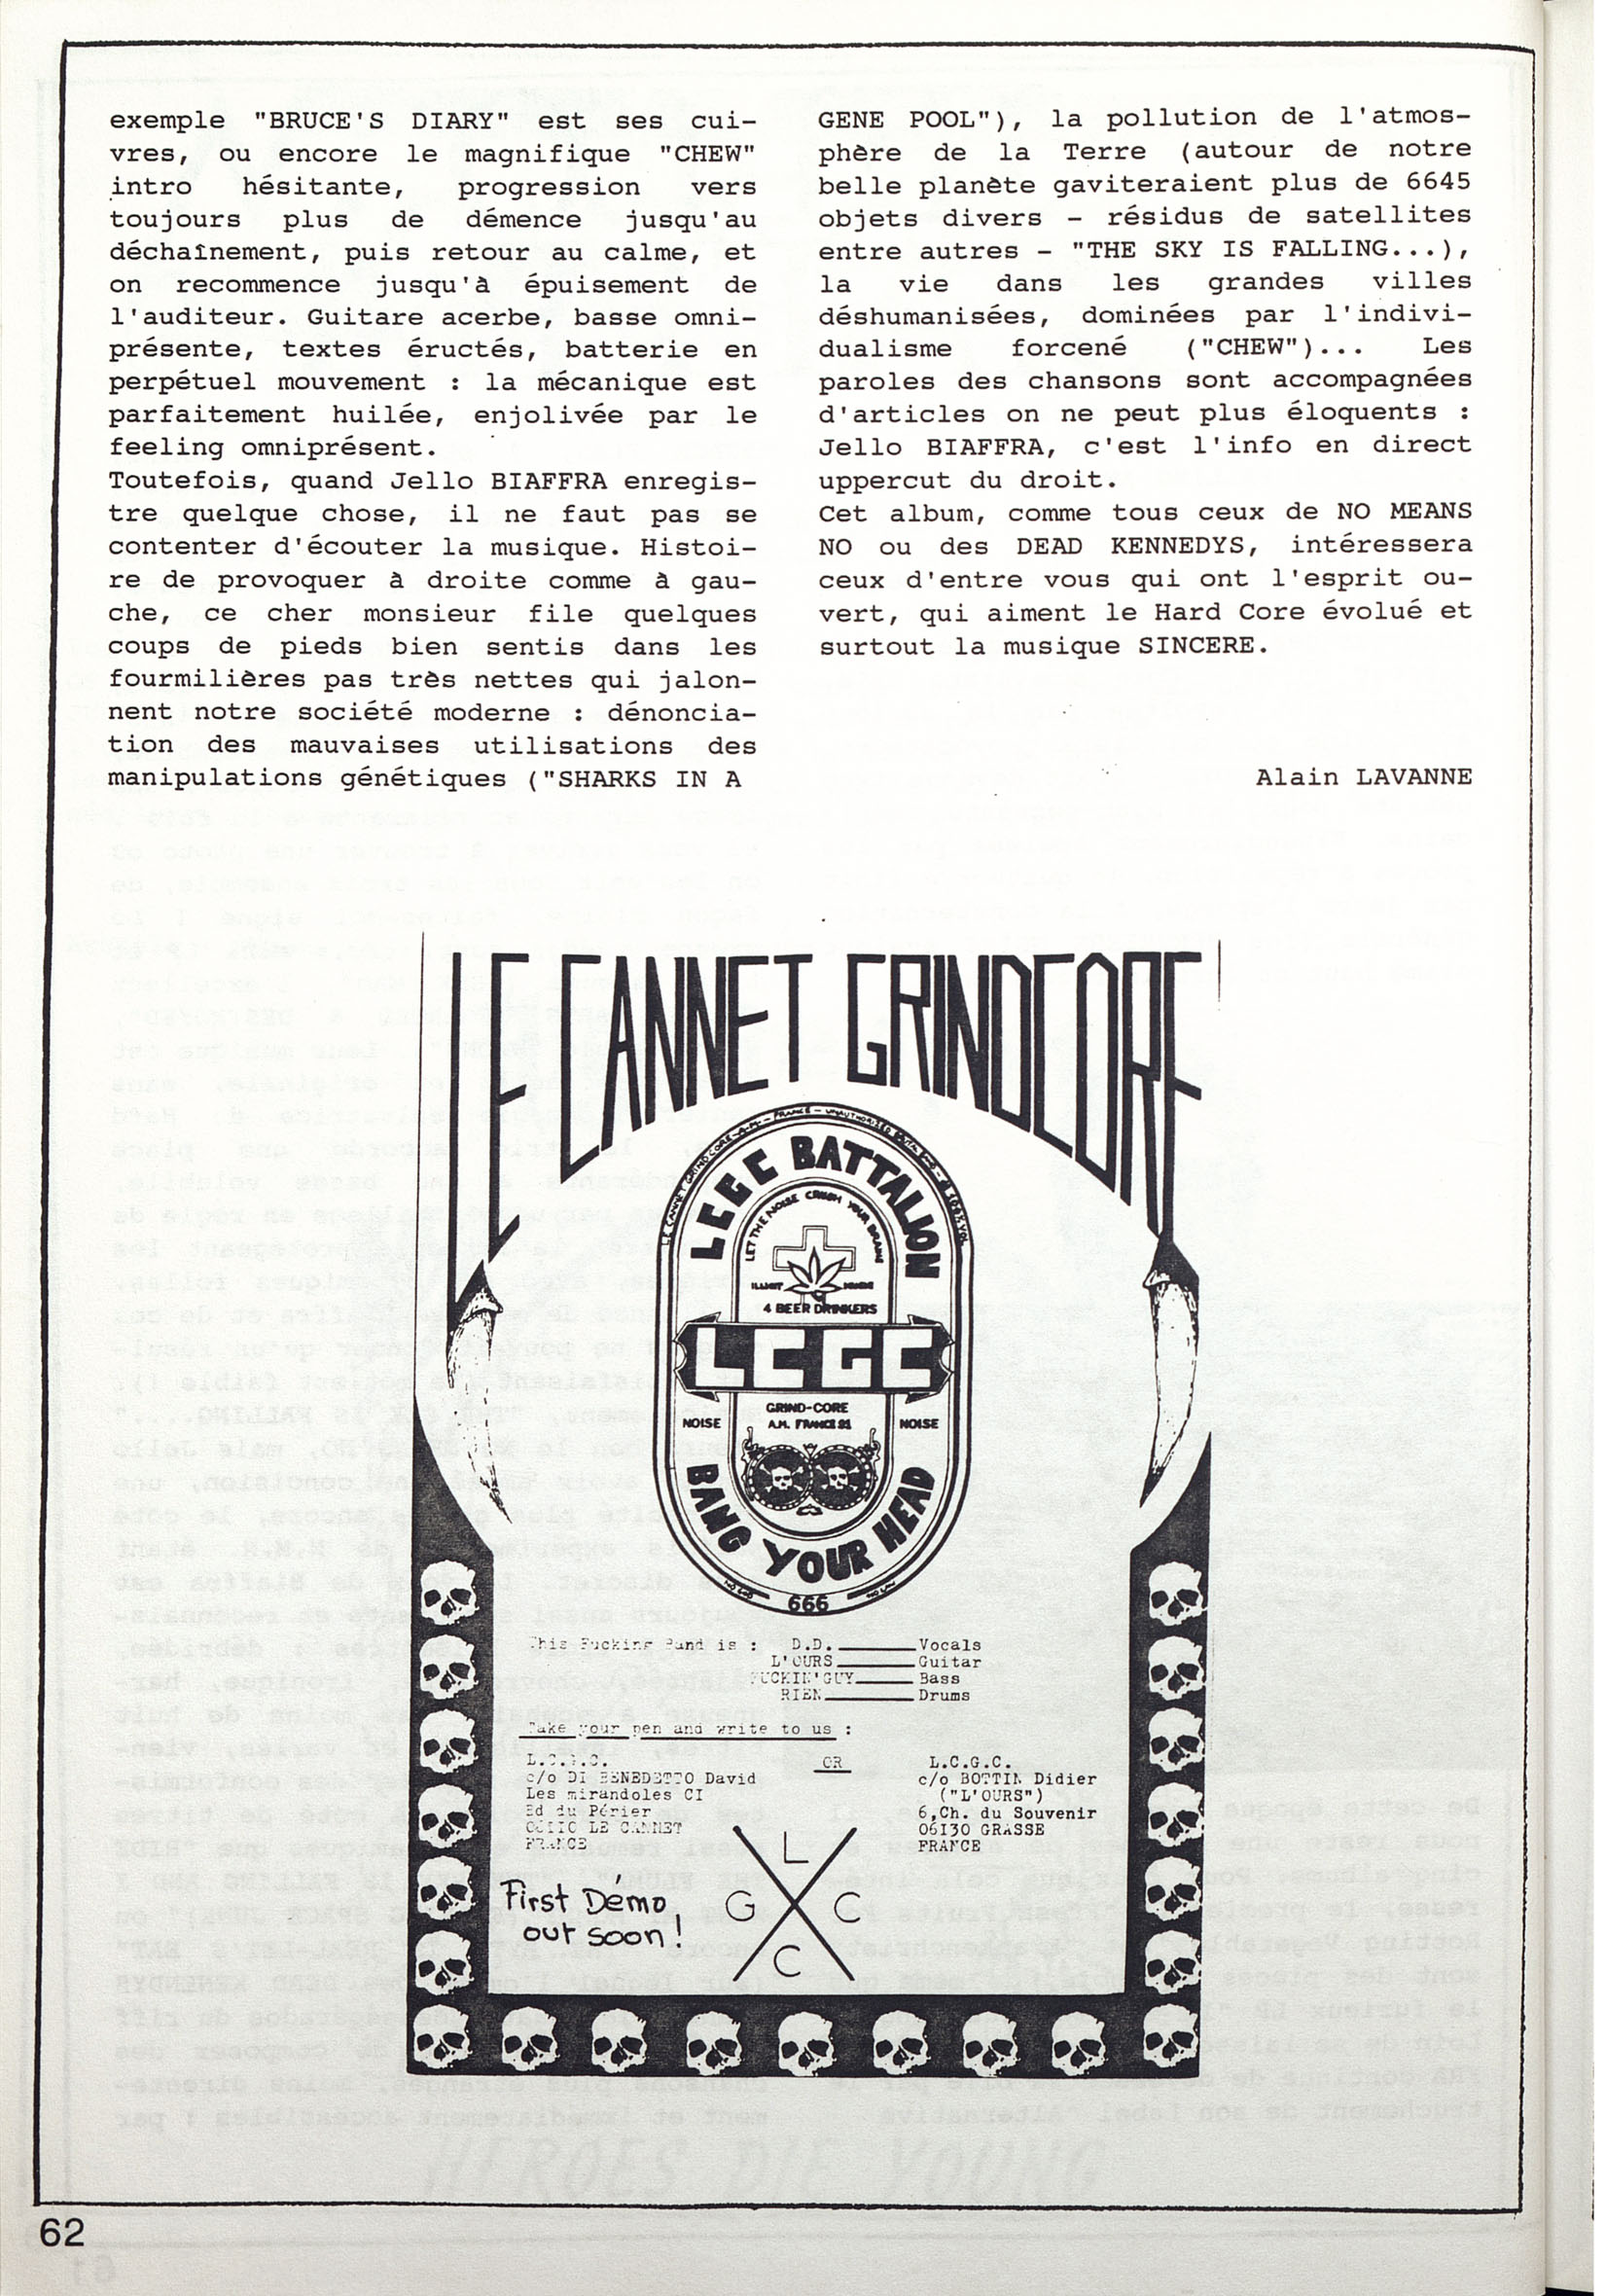 exemple "BRUCE'S DIARY" est ses cui-
vres, ou encore le magnifique "CHEW"
intro hésitante, progression vers
toujours plus de démence jusqu'au
déchaînement, puis retour au calme, et
on recommence jusqu'à épuisement de
l'auditeur. Guitare acerbe, basse omni-
présente, textes éructés, batterie en
perpétuel mouvement : la mécanique est
parfaitement huilée, enjolivée par le
feeling omniprésent.
Toutefois, quand Jello BIAFFRA enregis-
tre quelque chose, il ne faut pas se
contenter d'écouter la musique. Histoi-
re de provoquer à droite comme à gau-
che, ce cher monsieur file quelques
coups de pieds bien sentis dans les
fourmilières pas très nettes qui jalon-
nent notre société moderne : dénoncia-
tion des mauvaises utilisations des
manipulations génétiques ("SHARKS IN A
GENE POOL"), la pollution de l'atmos-
phère de la Terre (autour de notre
belle planète gaviteraient plus de 6645
objets divers - résidus de satellites
entre autres - "THE SKY IS FALLING...),
la vie dans les grandes villes
déshumanisées, dominées par l'indivi-
dualisme forcené ("CHEW")... Les
paroles des chansons sont accompagnées
d'articles on ne peut plus éloquents :
Jello BIAFFRA, c'est l'info en direct
uppercut du droit.
Cet album, comme tous ceux de NO MEANS
NO ou des DEAD KENNEDYS, intéressera
ceux d'entre vous qui ont l'esprit ou-
vert, qui aiment le Hard Core évolué et
surtout la musique SINCERE.
Alain LAVANNE
LE CANNET GRINDCORE
LE CANNET GRIND CORE - A.M. - FRANCE - UNAUTHORIZED
LCGC BATTALION
LET THE NOISE CRUSH YOUR BRAINS
ILLICIT NOISE
4 BEER DRINKERS
LCGC
GRIND-CORE
NOISE A.M. FRANCE 91 NOISE
BANG YOUR HEAD
NO GOD 666 NO LAW
This Fucking Band is : D.D. Vocals
L'OURS Guitar
FUCKIN'GUY Bass
RIEN Drums
Take your pen and write to us :
L.C.G.C.
c/o DI BENEDETTO David
Les mirandoles CI
Bd du Périer
06110 LE CANNET
FRANCE
OR
L.C.G.C.
c/o BOTTIN Didier
("L'OURS")
6,Ch. du Souvenir
06130 GRASSE
FRANCE
First Démo
out soon!
L
G C
C
62